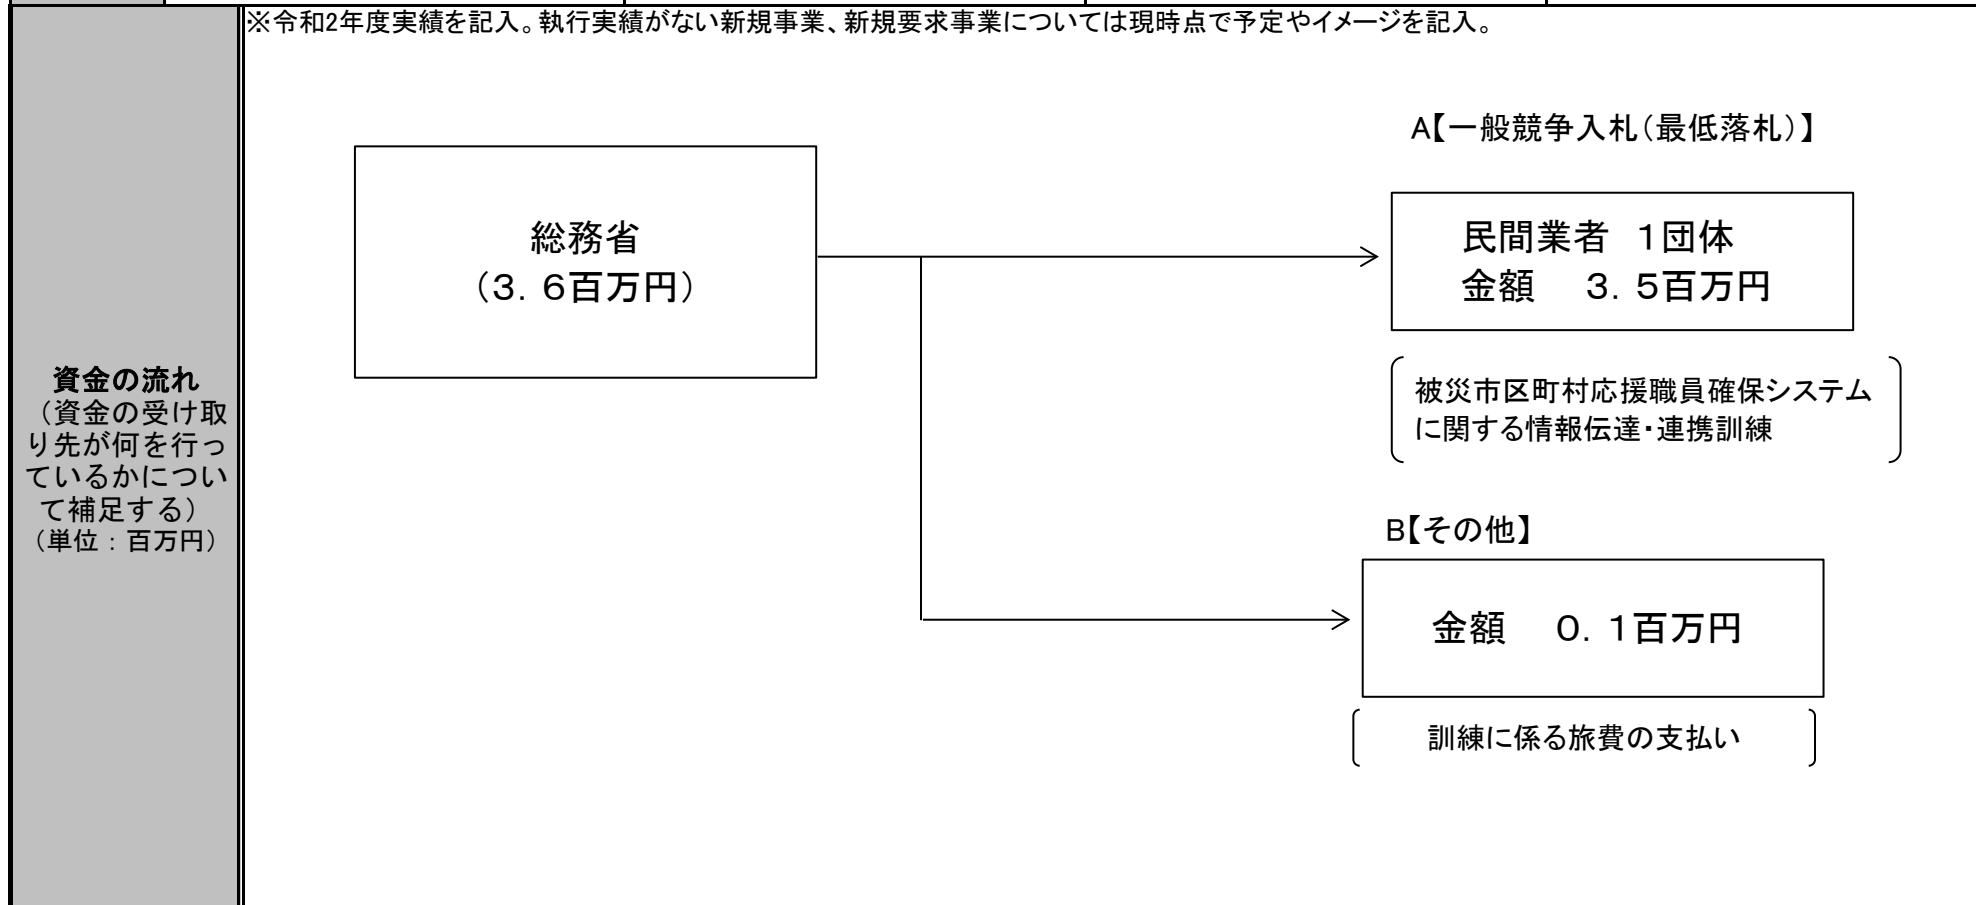 ※令和2年度実績を記入。執行実績がない新規事業、新規要求事業については現時点で予定やイメージを記入。
資金の流れ
（資金の受け取
り先が何を行っ
ているかについ
て補足する）
（単位：百万円）
総務省
（３．６百万円）
A【一般競争入札（最低落札）】
民間業者　１団体
金額　３．５百万円
被災市区町村応援職員確保システム
に関する情報伝達・連携訓練
B【その他】
金額　０．１百万円
訓練に係る旅費の支払い